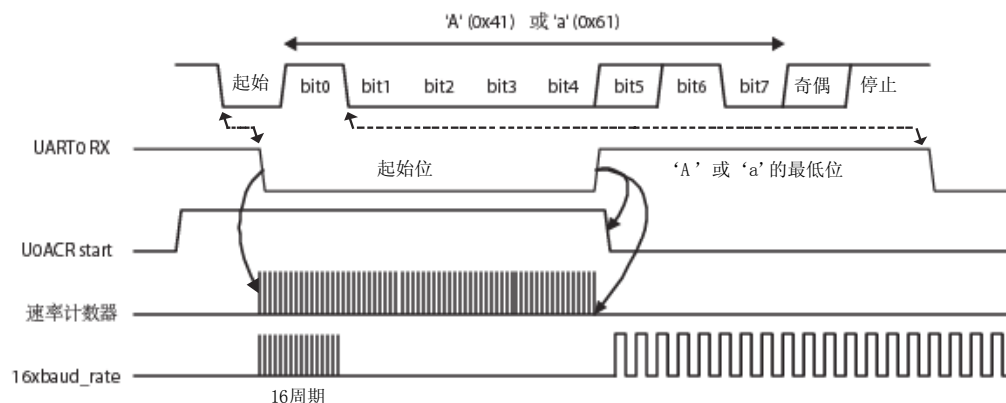 'A' (0x41) 或 'a' (0x61)
起始 bit0 bit1 bit2 bit3 bit4 bit5 bit6 bit7 奇偶 停止
UART0 RX
起始位
‘A’或‘a’的最低位
U0ACR start
速率计数器
16xbaud_rate
16周期